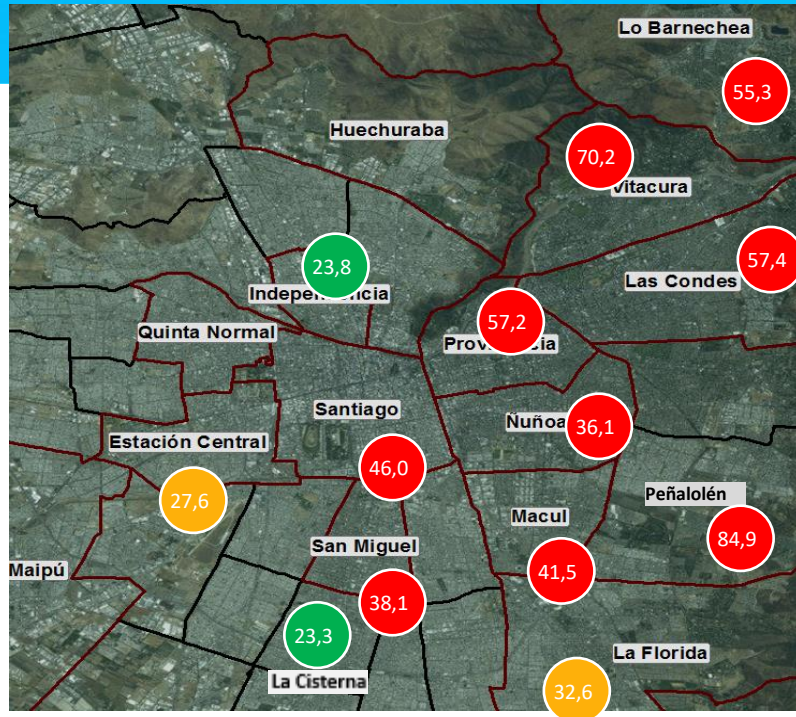 Lo Barnechea
55,3
Huechuraba
70,2
Vitacura
23,8
Independencia
57,4
Las Condes
57,2
Providencia
Quinta Normal
Santiago
Ñuñoa
36,1
Estación Central
46,0
27,6
Peñalolén
Macul
84,9
San Miguel
41,5
Maipú
38,1
23,3
La Florida
La Cisterna
32,6